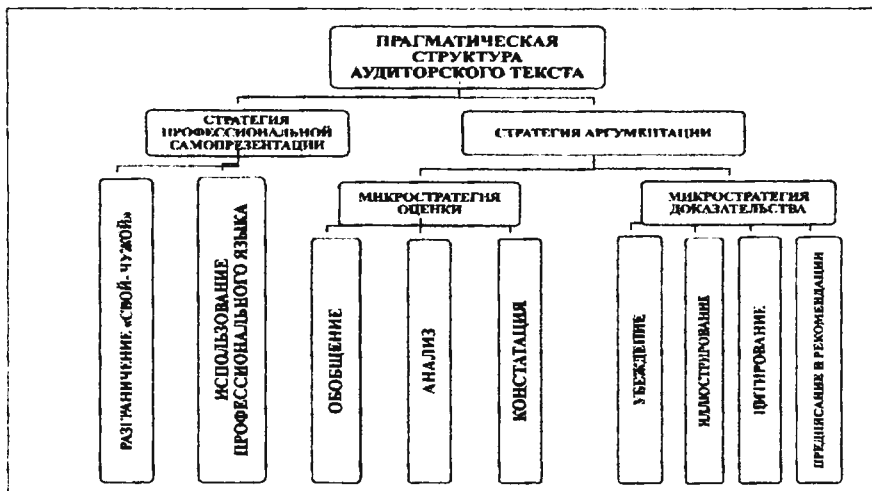 ПРАГМАТИЧЕСКАЯ
СТРУКТУРА
АУДИТОРСКОГО ТЕКСТА
СТРАТЕГИЯ
ПРОФЕССИОНАЛЬНОЙ
САМОПРЕЗЕНТАЦИИ
СТРАТЕГИЯ АРГУМЕНТАЦИИ
МИКРОСТРАТЕГИЯ
ОЦЕНКИ
МИКРОСТРАТЕГИЯ
ДОКАЗАТЕЛЬСТВА
РАЗГРАНИЧЕНИЕ «СВОЙ- ЧУЖОЙ»
ИСПОЛЬЗОВАНИЕ
ПРОФЕССИОНАЛЬНОГО ЯЗЫКА
ОБОБЩЕНИЕ
АНАЛИЗ
КОНСТАТАЦИЯ
УБЕЖДЕНИЕ
ИЛЛЮСТРИРОВАНИЕ
ЦИТИРОВАНИЕ
ПРЕДПИСАНИЕ И РЕКОМЕНДАЦИИ